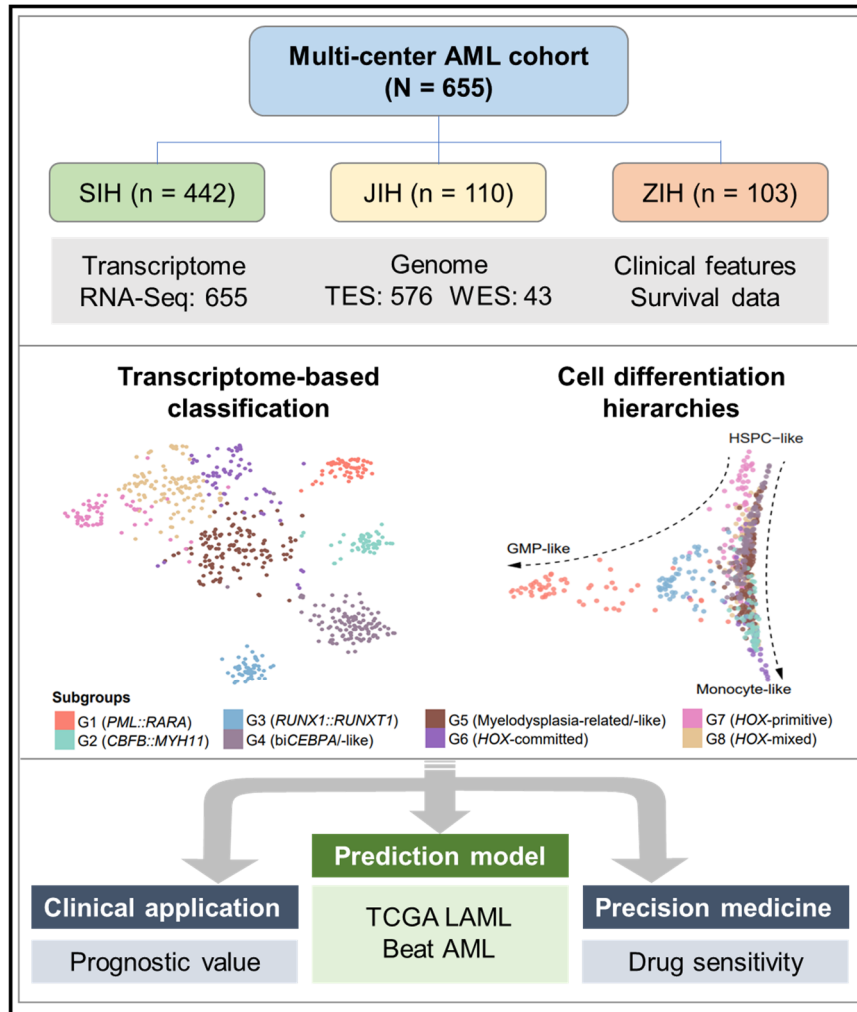 Multi-center AML cohort
(N = 655)
SIH (n = 442)
JIH (n = 110)
ZIH (n = 103)
Transcriptome
RNA-Seq: 655
Genome
TES: 576 WES: 43
Clinical features
Survival data
Transcriptome-based
classification
Cell differentiation
hierarchies
HSPC-like
GMP-like
Monocyte-like
Subgroups
G1 (PML::RARA)
G2 (CBFB::MYH11)
G3 (RUNX1::RUNXT1)
G4 (biCEBPA/-like)
G5 (Myelodysplasia-related/-like)
G6 (HOX-committed)
G7 (HOX-primitive)
G8 (HOX-mixed)
Prediction model
TCGA LAML
Beat AML
Clinical application
Prognostic value
Precision medicine
Drug sensitivity